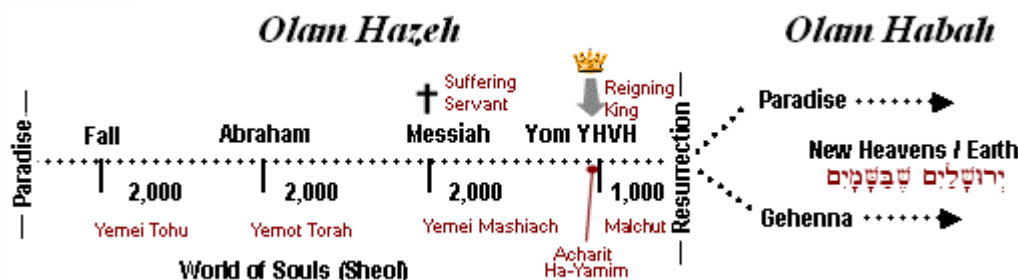 Olam Hazeh
Olam Habah
Suffering
Servant
Reigning
King
Paradise
Fall
Abraham
Messiah
Yom YHVH
Resurrection
Paradise
New Heavens / Earth
יְרוּשָׁלַיִם שֶׁבַּשָּׁמַיִם
Gehenna
2,000
2,000
2,000
1,000
Yemei Tohu
Yemot Torah
Yemei Mashiach
Malchut
Acharit
Ha-Yamim
World of Souls (Sheol)